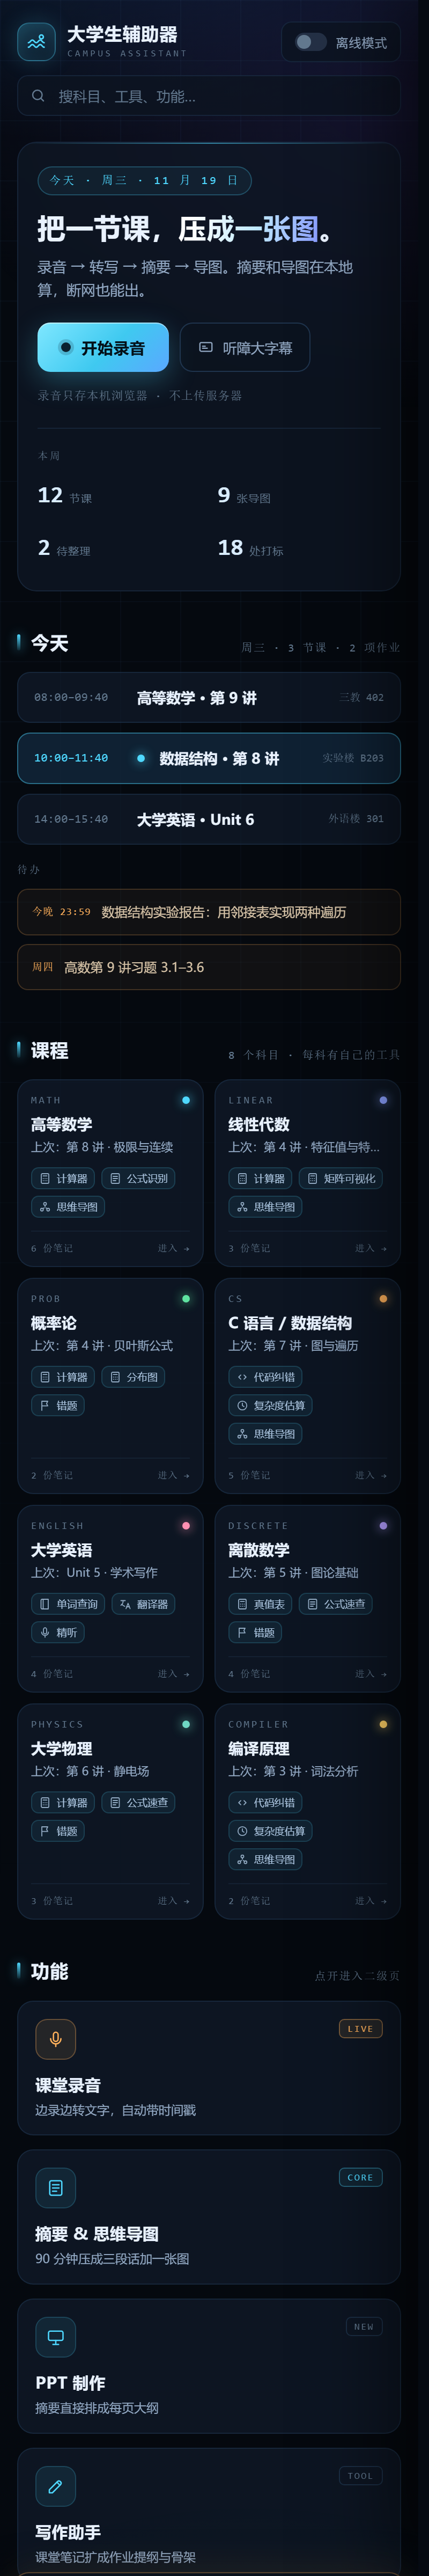 大学生辅助器
CAMPUS ASSISTANT
离线模式
搜科目、工具、功能...
今天 · 周三 · 11 月 19 日
把一节课，压成一张图。
录音 → 转写 → 摘要 → 导图。摘要和导图在本地
算，断网也能出。
开始录音
听障大字幕
录音只存本机浏览器 · 不上传服务器
本周
12 节课
9 张导图
2 待整理
18 处打标
今天
周三 · 3 节课 · 2 项作业
08:00–09:40 高等数学 • 第 9 讲 三教 402
10:00–11:40 数据结构 • 第 8 讲 实验楼 B203
14:00–15:40 大学英语 • Unit 6 外语楼 301
待办
今晚 23:59 数据结构实验报告：用邻接表实现两种遍历
周四 高数第 9 讲习题 3.1–3.6
课程
8 个科目 · 每科有自己的工具
MATH
高等数学
上次：第 8 讲 · 极限与连续
计算器 公式识别
思维导图
6 份笔记 进入 →
LINEAR
线性代数
上次：第 4 讲 · 特征值与特...
计算器 矩阵可视化
思维导图
3 份笔记 进入 →
PROB
概率论
上次：第 4 讲 · 贝叶斯公式
计算器 分布图
错题
2 份笔记 进入 →
CS
C 语言 / 数据结构
上次：第 7 讲 · 图与遍历
代码纠错
复杂度估算
思维导图
5 份笔记 进入 →
ENGLISH
大学英语
上次：Unit 5 · 学术写作
单词查询 翻译器
精听
4 份笔记 进入 →
DISCRETE
离散数学
上次：第 5 讲 · 图论基础
真值表 公式速查
错题
4 份笔记 进入 →
PHYSICS
大学物理
上次：第 6 讲 · 静电场
计算器 公式速查
错题
3 份笔记 进入 →
COMPILER
编译原理
上次：第 3 讲 · 词法分析
代码纠错
复杂度估算
思维导图
2 份笔记 进入 →
功能
点开进入二级页
LIVE
课堂录音
边录边转文字，自动带时间戳
CORE
摘要 & 思维导图
90 分钟压成三段话加一张图
NEW
PPT 制作
摘要直接排成每页大纲
TOOL
写作助手
课堂笔记扩成作业提纲与骨架